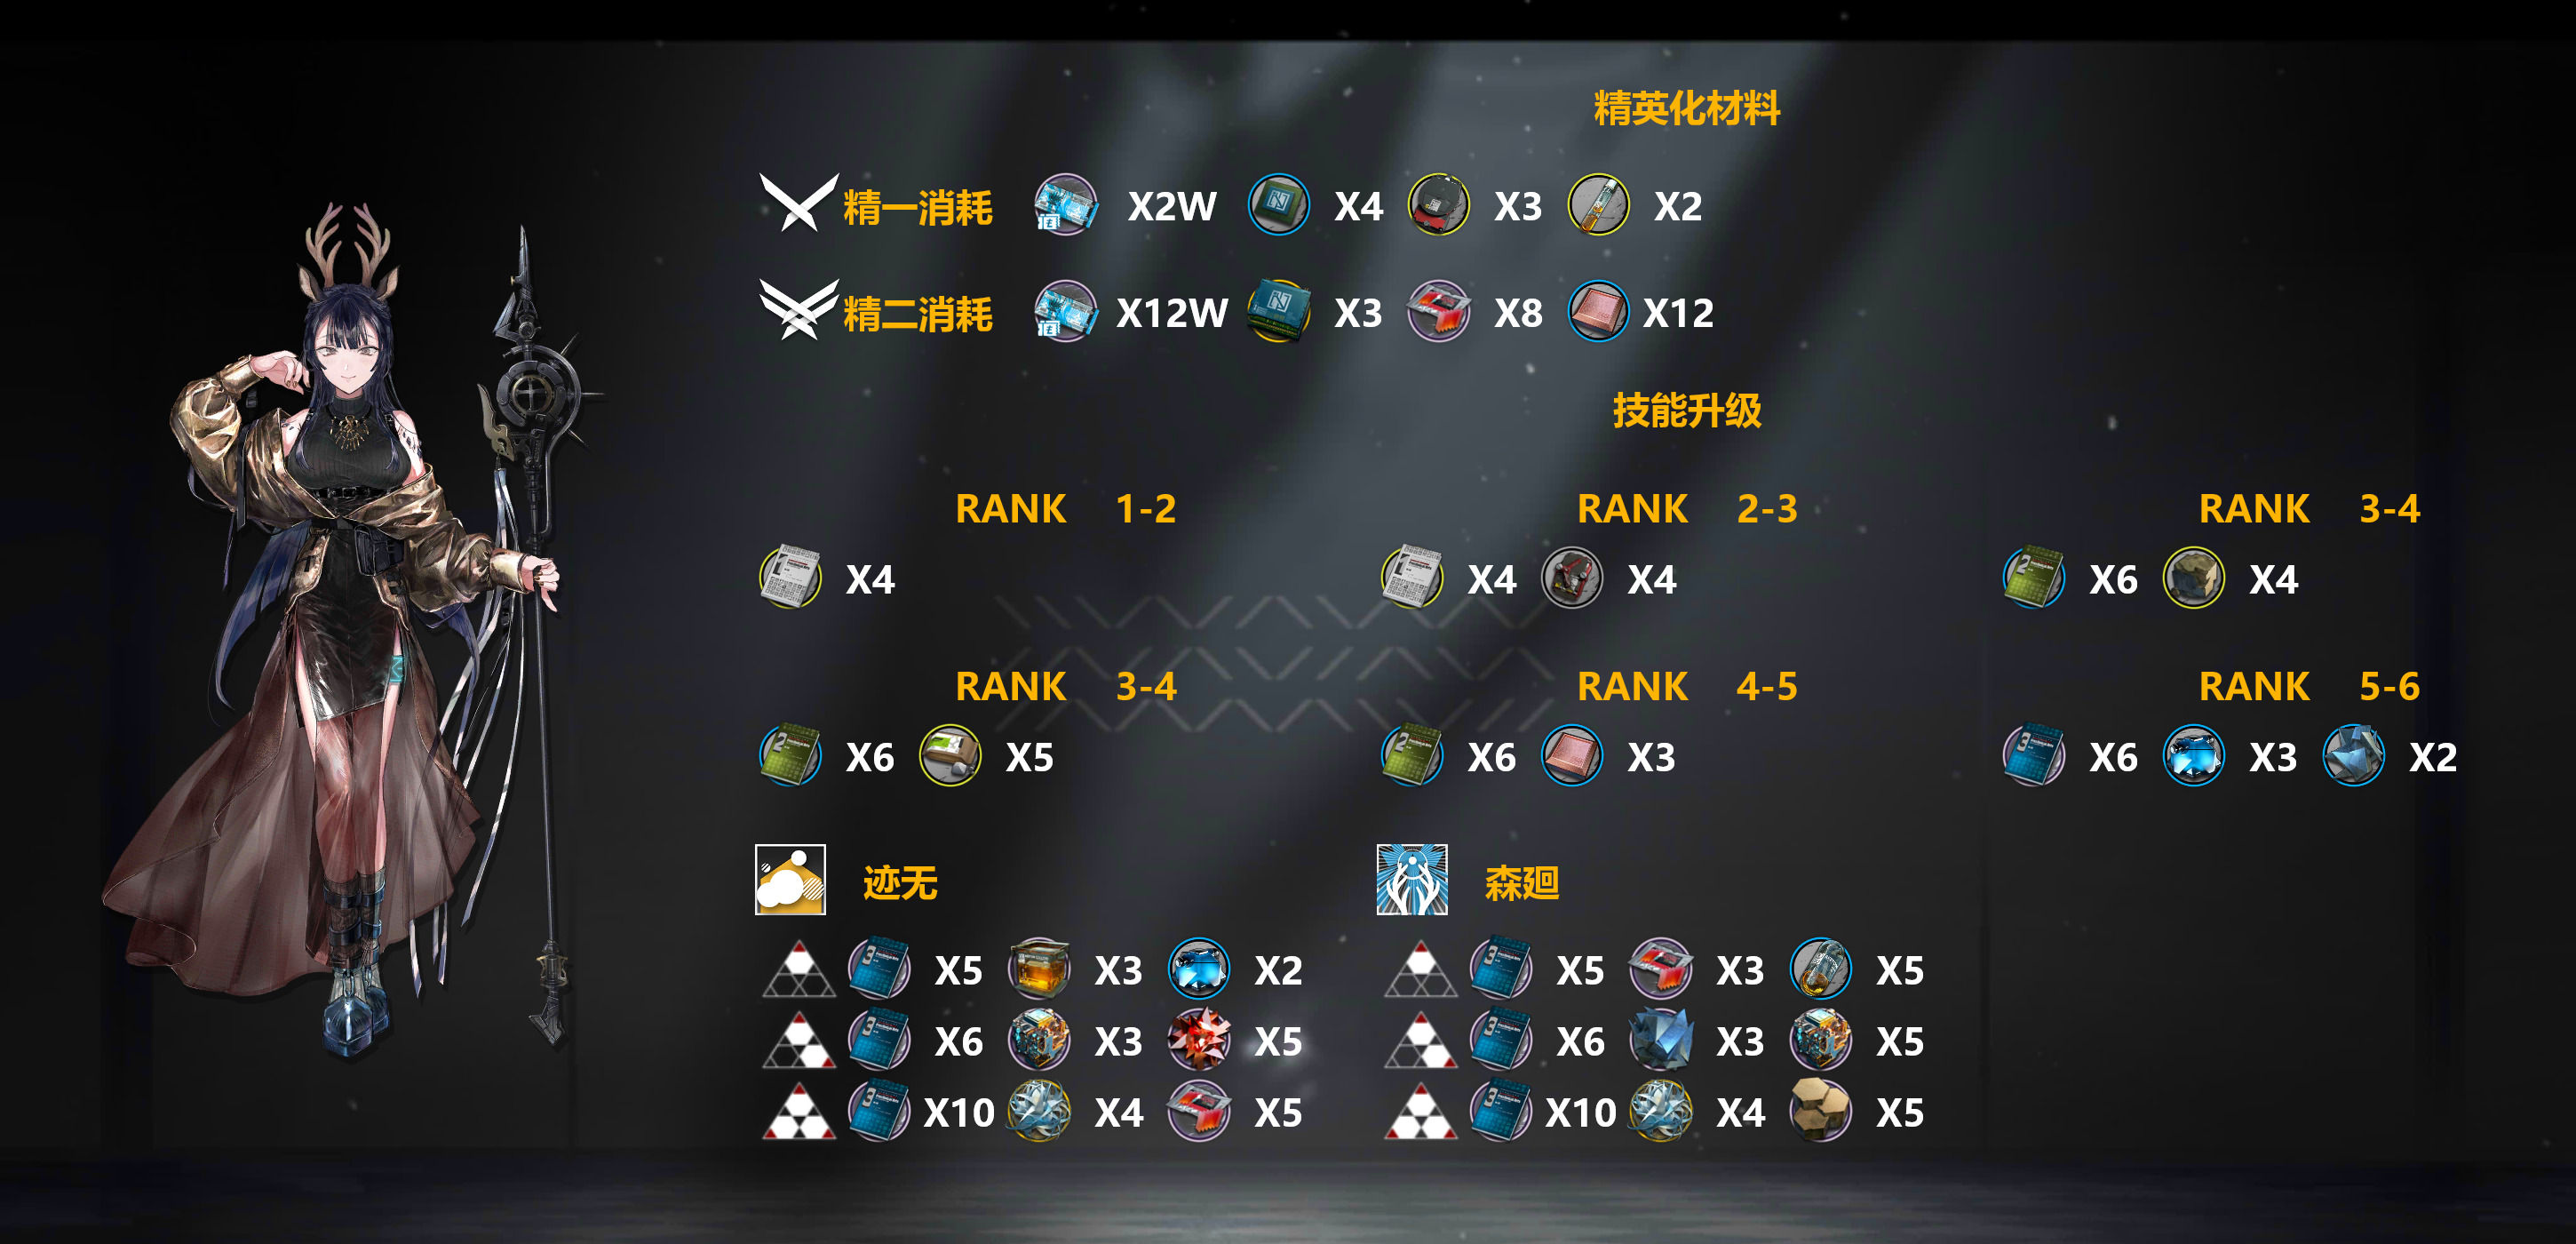 精英化材料
精一消耗 X2W X4 X3 X2
精二消耗 X12W X3 X8 X12
技能升级
RANK 1-2 RANK 2-3 RANK 3-4
X4 X4 X4 X6 X4
RANK 3-4 RANK 4-5 RANK 5-6
X6 X5 X6 X3 X6 X3 X2
迹无 森廻
X5 X3 X2 X5 X3 X5
X6 X3 X5 X6 X3 X5
X10 X4 X5 X10 X4 X5